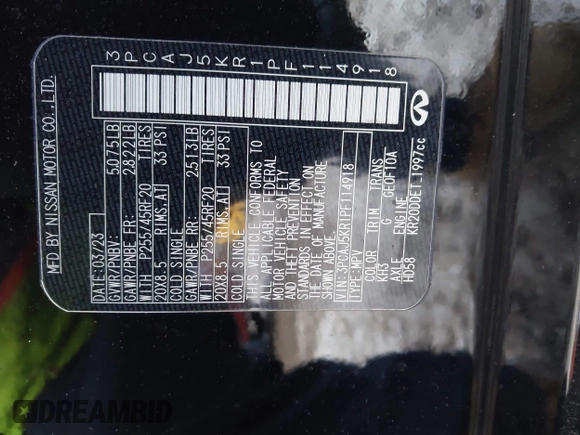 MFD BY NISSAN MOTOR CO., LTD.
DATE: 03/23
GVWR/PNBV: 5075LB
GAWR/PNBE FR: 2822LB
WITH P255/45RF20 TIRES
20X8.5 RIMS, AT 33 PSI
COLD SINGLE
GAWR/PNBE RR: 2513LB
WITH P255/45RF20 TIRES
20X8.5 RIMS, AT 33 PSI
COLD SINGLE
THIS VEHICLE CONFORMS TO
ALL APPLICABLE FEDERAL
MOTOR VEHICLE SAFETY
AND THEFT PREVENTION
STANDARDS IN EFFECT ON
THE DATE OF MANUFACTURE
SHOWN ABOVE.
VIN: 3PCAJ5KR1PF114918
TYPE: MPV
COLOR TRIM TRANS
KH3 G GE0F10A
AXLE ENGINE
HD58 KR20DDET 1997cc
3PCAJ5KR1PF114918
DREAMBID